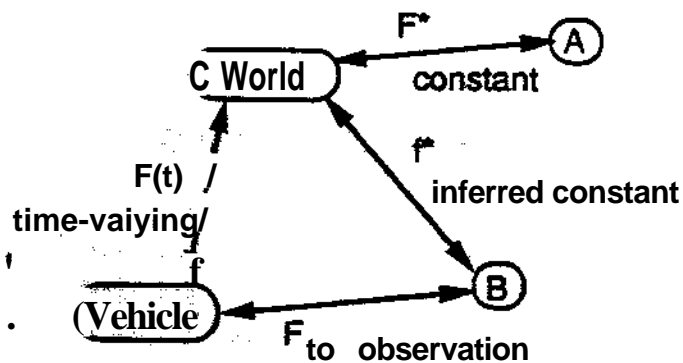 F*
A
C World
constant
f*
F(t) /
inferred constant
time-vaiying/
f
B
(Vehicle
F to observation